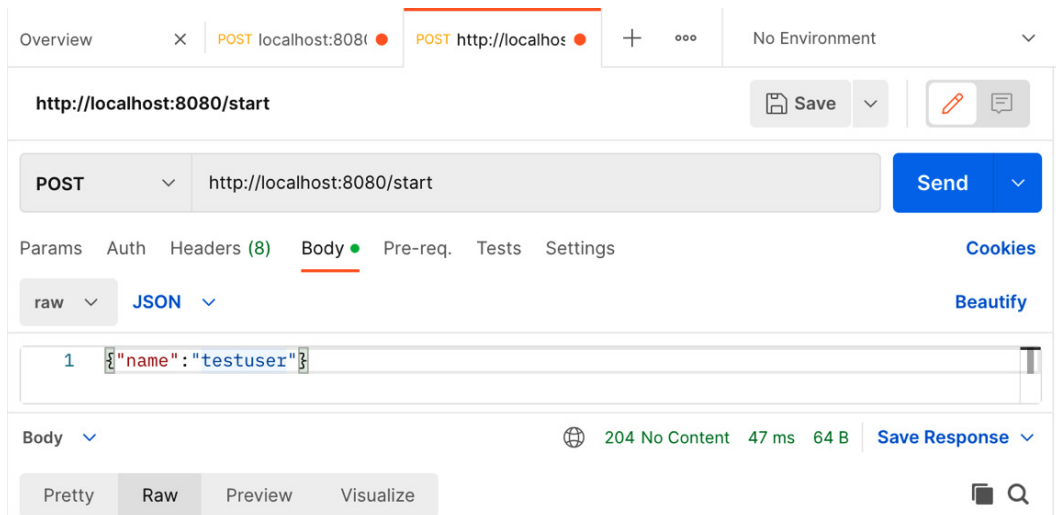 Overview POST localhost:808 POST http://localhos No Environment
http://localhost:8080/start Save
POST http://localhost:8080/start Send
Params Auth Headers (8) Body Pre-req. Tests Settings Cookies
raw JSON Beautify
1 {"name":"testuser"}
Body 204 No Content 47 ms 64 B Save Response
Pretty Raw Preview Visualize